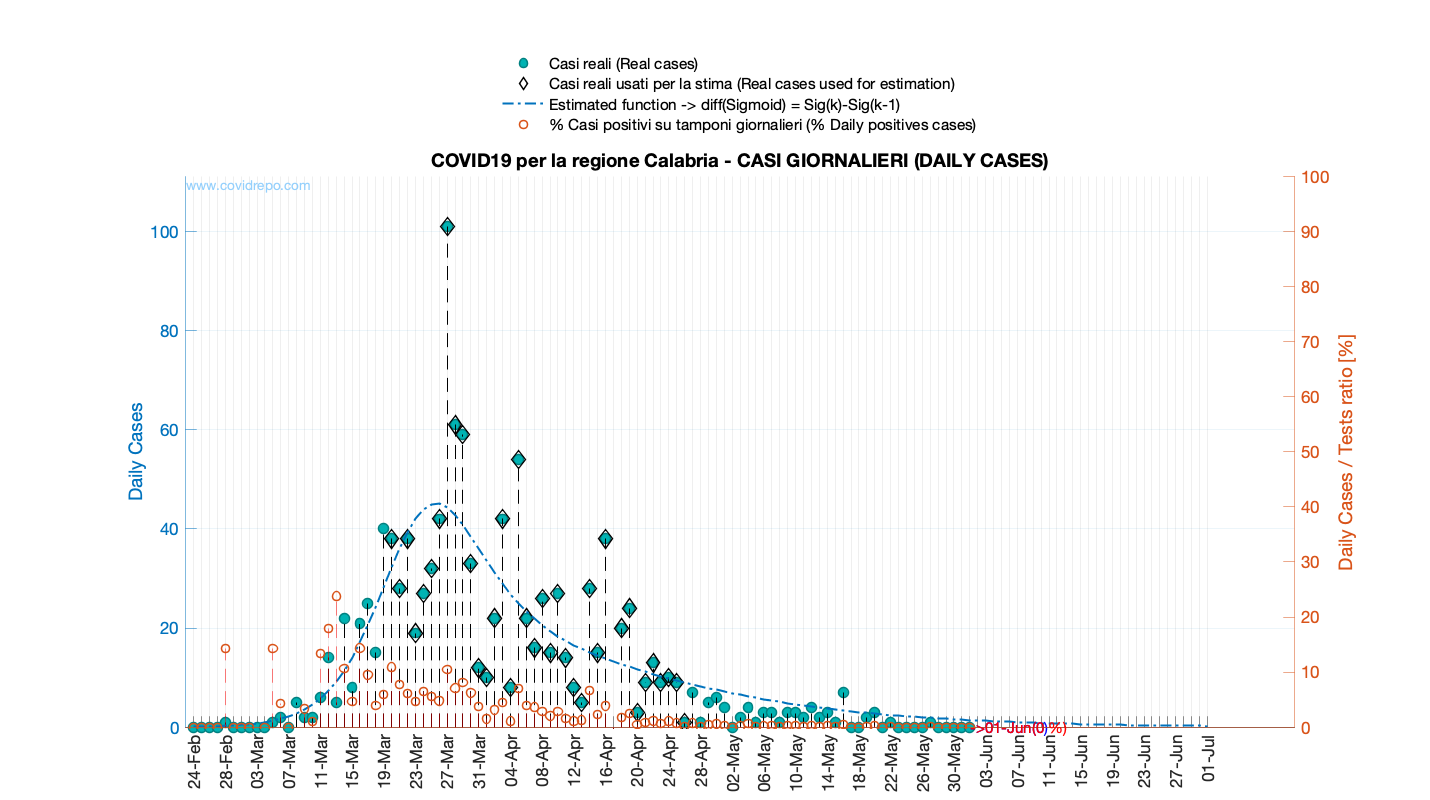 Casi reali (Real cases)
Casi reali usati per la stima (Real cases used for estimation)
Estimated function -> diff(Sigmoid) = Sig(k)-Sig(k-1)
% Casi positivi su tamponi giornalieri (% Daily positives cases)
COVID19 per la regione Calabria - CASI GIORNALIERI (DAILY CASES)
www.covidrepo.com
Daily Cases
100
80
60
40
20
0
100
90
80
70
60
50
40
30
20
10
0
Daily Cases / Tests ratio [%]
->01-Jun(0)%)
24-Feb
28-Feb
03-Mar
07-Mar
11-Mar
15-Mar
19-Mar
23-Mar
27-Mar
31-Mar
04-Apr
08-Apr
12-Apr
16-Apr
20-Apr
24-Apr
28-Apr
02-May
06-May
10-May
14-May
18-May
22-May
26-May
30-May
03-Jun
07-Jun
11-Jun
15-Jun
19-Jun
23-Jun
27-Jun
01-Jul